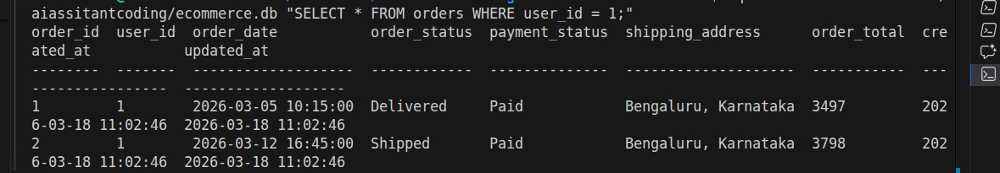 aiassitantcoding/ecommerce.db "SELECT * FROM orders WHERE user_id = 1;"
order_id  user_id  order_date           order_status  payment_status  shipping_address      order_total  cre
ated_at           updated_at
--------  -------  -------------------  ------------  --------------  --------------------  -----------  ---
----------------  -------------------
1         1        2026-03-05 10:15:00  Delivered     Paid            Bengaluru, Karnataka  3497         202
6-03-18 11:02:46  2026-03-18 11:02:46
2         1        2026-03-12 16:45:00  Shipped       Paid            Bengaluru, Karnataka  3798         202
6-03-18 11:02:46  2026-03-18 11:02:46